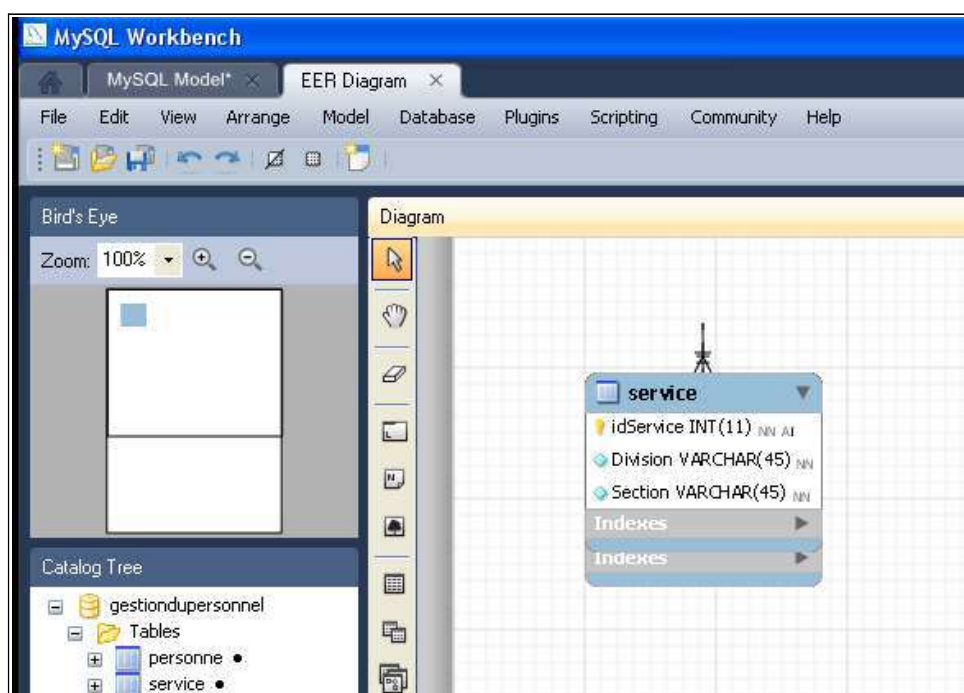 MySQL Workbench
MySQL Model* EER Diagram
File Edit View Arrange Model Database Plugins Scripting Community Help
Bird's Eye
Zoom: 100%
Diagram
service
idService INT(11) NN AI
Division VARCHAR(45) NN
Section VARCHAR(45) NN
Indexes
Indexes
Catalog Tree
gestiondupersonnel
Tables
personne
service